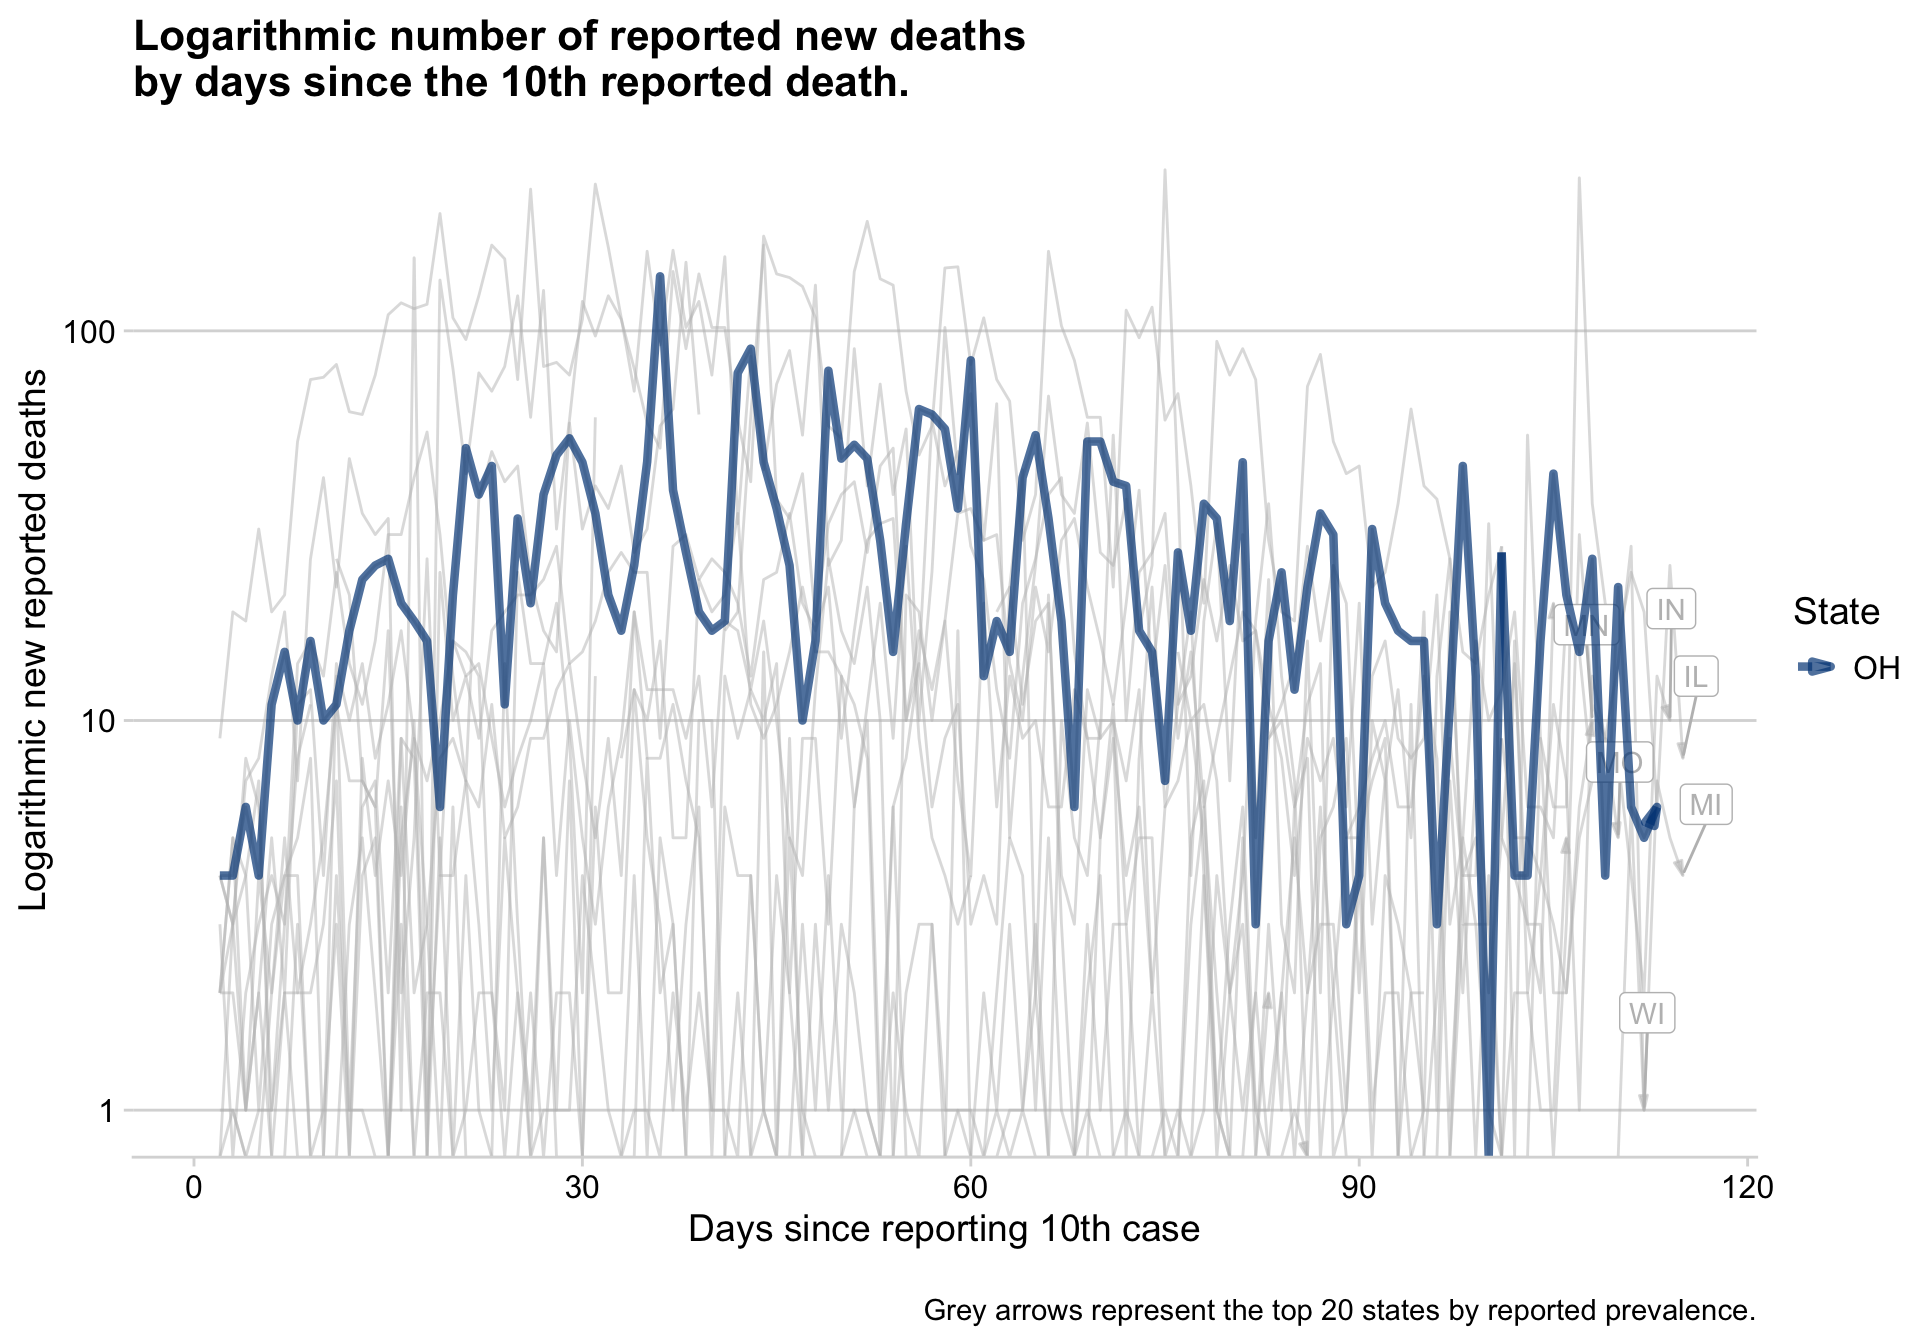 Logarithmic number of reported new deaths
by days since the 10th reported death.
Logarithmic new reported deaths
100
10
1
0
30
60
90
120
Days since reporting 10th case
MN
IN
IL
MO
MI
WI
State
OH
Grey arrows represent the top 20 states by reported prevalence.